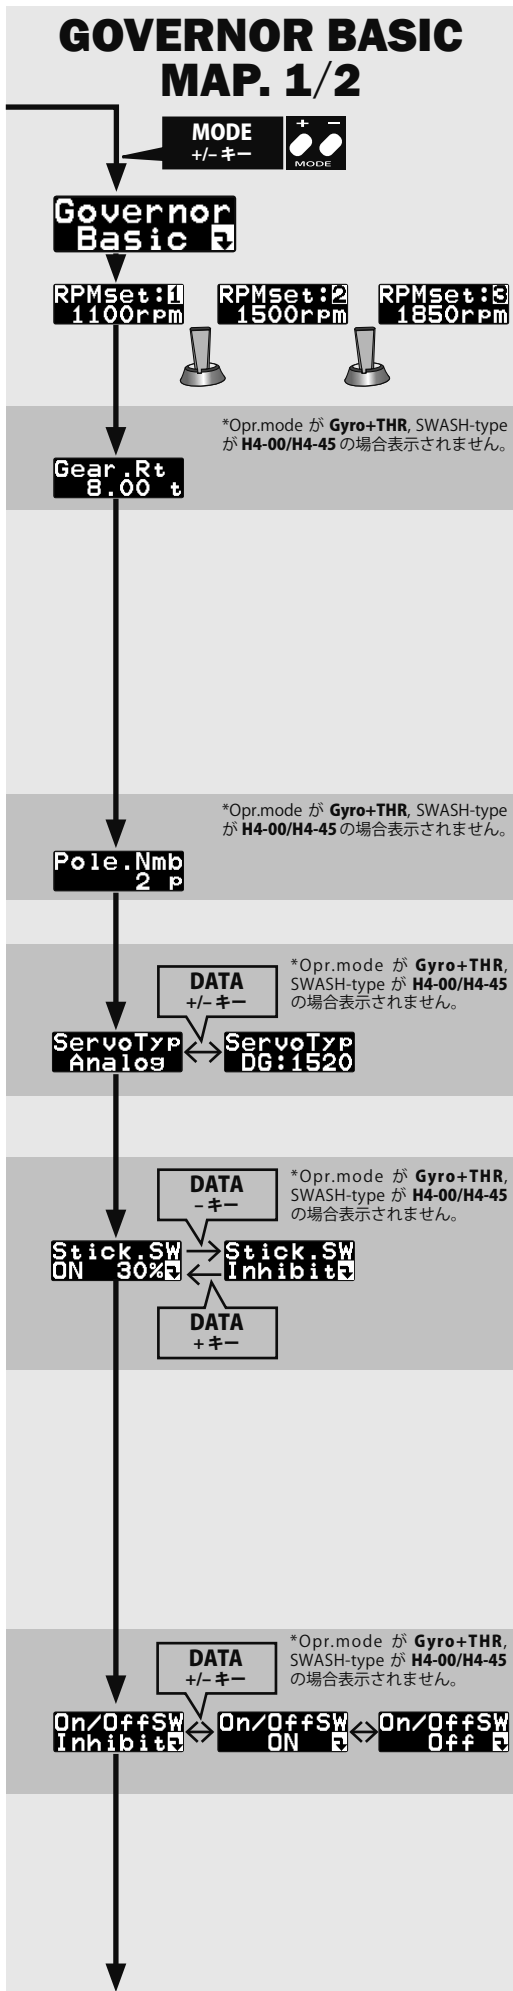 GOVERNOR BASIC
MAP. 1/2
MODE
+/– キー
+ –
MODE
Governor
Basic
RPMset:1
1100rpm
RPMset:2
1500rpm
RPMset:3
1850rpm
*Opr.mode が Gyro+THR, SWASH-type
が H4-00/H4-45 の場合表示されません。
Gear.Rt
8.00 t
*Opr.mode が Gyro+THR, SWASH-type
が H4-00/H4-45 の場合表示されません。
Pole.Nmb
2 p
DATA
+/– キー
*Opr.mode が Gyro+THR,
SWASH-type が H4-00/H4-45
の場合表示されません。
ServoTyp
Analog
ServoTyp
DG:1520
DATA
– キー
*Opr.mode が Gyro+THR,
SWASH-type が H4-00/H4-45
の場合表示されません。
Stick.SW
ON 30%
Stick.SW
Inhibit
DATA
+ キー
DATA
+/– キー
*Opr.mode が Gyro+THR,
SWASH-type が H4-00/H4-45
の場合表示されません。
On/OffSW
Inhibit
On/OffSW
ON
On/OffSW
Off